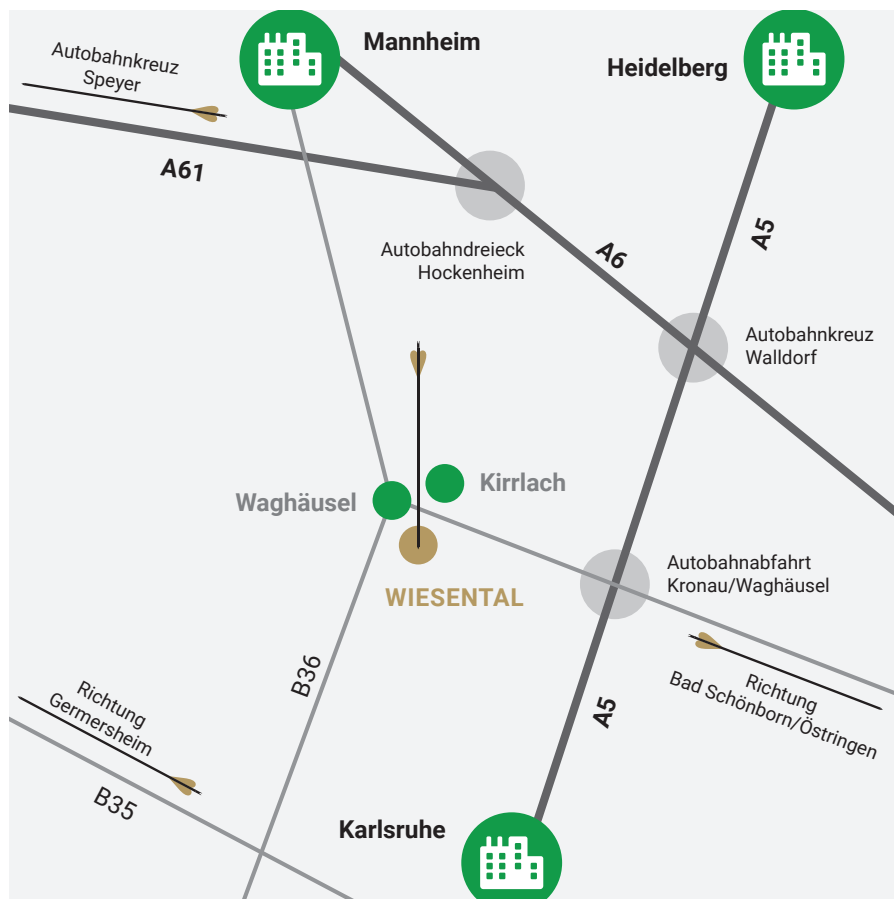 Mannheim
Heidelberg
Autobahnkreuz
Speyer
A61
Autobahndreieck
Hockenheim
A6
A5
Autobahnkreuz
Walldorf
Kirrlach
Waghäusel
WIESENTAL
Autobahnabfahrt
Kronau/Waghäusel
B36
Richtung
Germersheim
B35
A5
Richtung
Bad Schönborn/Östringen
Karlsruhe